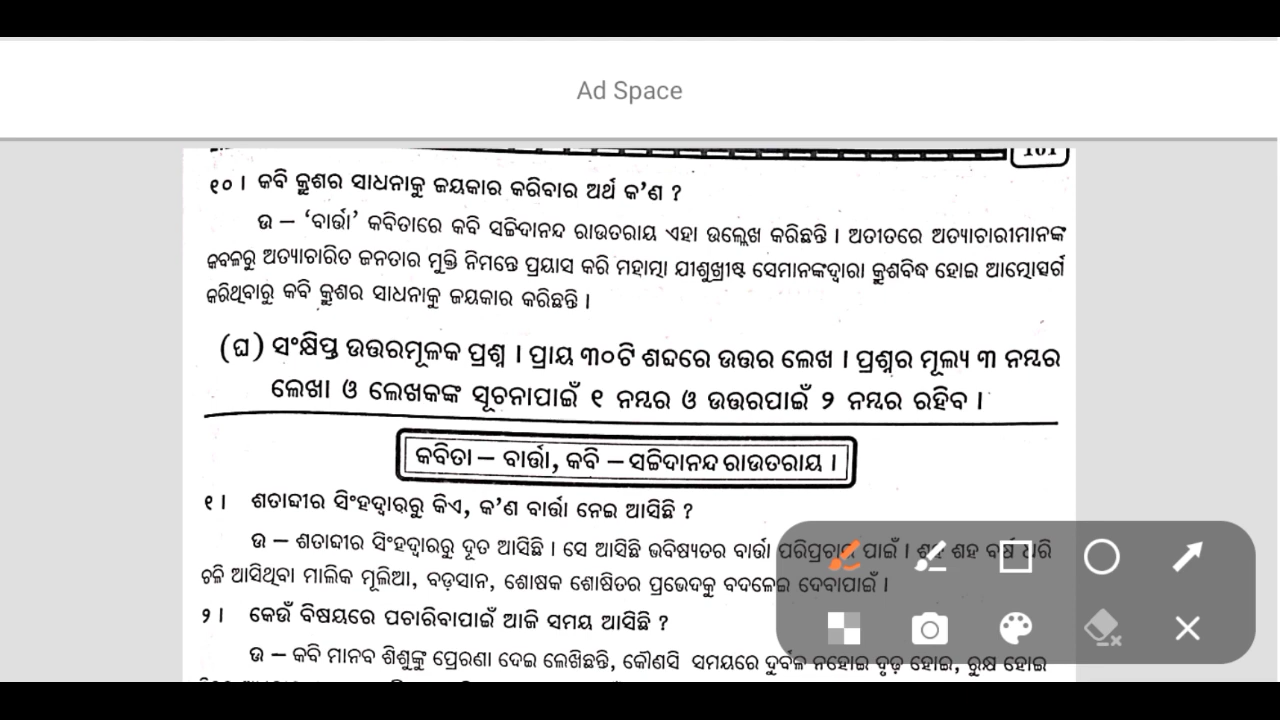 Ad Space
101
୧୦। କବି କ୍ରୁଶର ସାଧନାକୁ ଜୟକାର କରିବାର ଅର୍ଥ କ'ଣ ?
ଉ – 'ବାର୍ତ୍ତା' କବିତାରେ କବି ସଚ୍ଚିଦାନନ୍ଦ ରାଉତରାୟ ଏହା ଉଲ୍ଲେଖ କରିଛନ୍ତି । ଅତୀତରେ ଅତ୍ୟାଚାରୀମାନଙ୍କ
କବଳରୁ ଅତ୍ୟାଚାରିତ ଜନତାର ମୁକ୍ତି ନିମନ୍ତେ ପ୍ରୟାସ କରି ମହାତ୍ମା ଯୀଶୁଖ୍ରୀଷ୍ଟ ସେମାନଙ୍କଦ୍ୱାରା କ୍ରୁଶବିଦ୍ଧ ହୋଇ ଆତ୍ମୋତ୍ସର୍ଗ
କରିଥିବାରୁ କବି କ୍ରୁଶର ସାଧନାକୁ ଜୟକାର କରିଛନ୍ତି ।
(ଘ) ସଂକ୍ଷିପ୍ତ ଉତ୍ତରମୂଳକ ପ୍ରଶ୍ନ । ପ୍ରାୟ ୩୦ଟି ଶବ୍ଦରେ ଉତ୍ତର ଲେଖ । ପ୍ରଶ୍ନର ମୂଲ୍ୟ ୩ ନମ୍ବର
ଲେଖା ଓ ଲେଖକଙ୍କ ସୂଚନାପାଇଁ ୧ ନମ୍ବର ଓ ଉତ୍ତରପାଇଁ ୨ ନମ୍ବର ରହିବ ।
କବିତା – ବାର୍ତ୍ତା, କବି – ସଚ୍ଚିଦାନନ୍ଦ ରାଉତରାୟ ।
୧। ଶତାବ୍ଦୀର ସିଂହଦ୍ୱାରରୁ କିଏ, କ'ଣ ବାର୍ତ୍ତା ନେଇ ଆସିଛି ?
ଉ – ଶତାବ୍ଦୀର ସିଂହଦ୍ୱାରରୁ ଦୂତ ଆସିଛି । ସେ ଆସିଛି ଭବିଷ୍ୟତର ବାର୍ତ୍ତା ପରିପ୍ରଚାର ପାଇଁ । ଶହ ଶହ ବର୍ଷ ଧରି
ଚଳି ଆସିଥିବା ମାଲିକ ମୂଲିଆ, ବଡ଼ସାନ, ଶୋଷକ ଶୋଷିତର ପ୍ରଭେଦକୁ ବଦଳେଇ ଦେବାପାଇଁ ।
୨। କେଉଁ ବିଷୟରେ ପଚାରିବାପାଇଁ ଆଜି ସମୟ ଆସିଛି ?
ଉ – କବି ମାନବ ଶିଶୁଙ୍କୁ ପ୍ରେରଣା ଦେଇ ଲେଖିଛନ୍ତି, କୌଣସି ସମୟରେ ଦୁର୍ବଳ ନହୋଇ ଦୃଢ଼ ହୋଇ, ରୁକ୍ଷ ହୋଇ